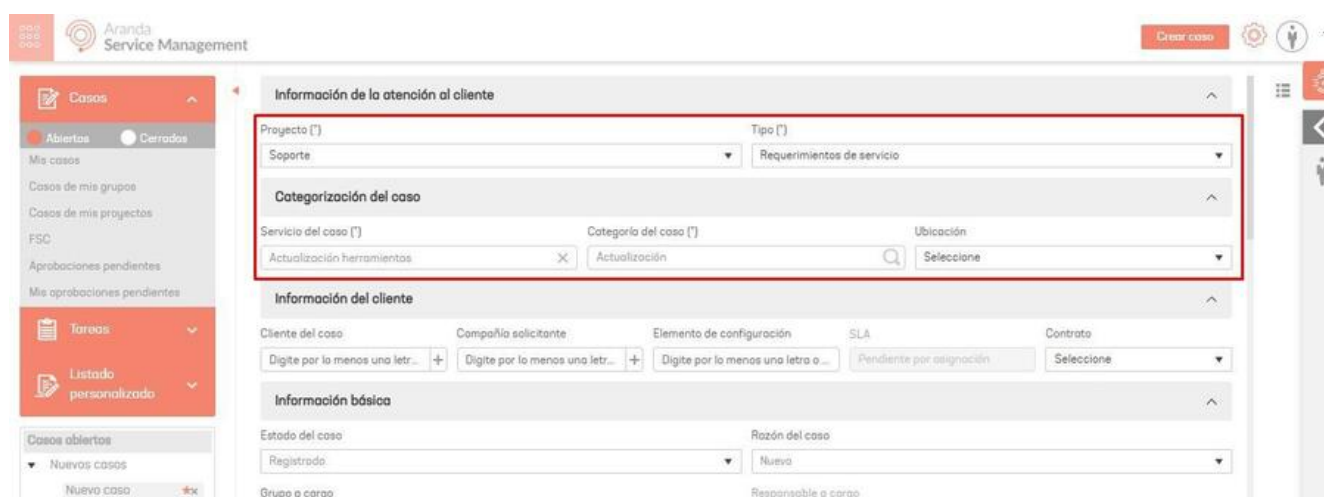 Aranda
Service Management
Crear caso
Casos
Abiertos Cerrados
Mis casos
Casos de mis grupos
Casos de mis proyectos
FSC
Aprobaciones pendientes
Mis aprobaciones pendientes
Tareas
Listado
personalizado
Casos abiertos
Nuevos casos
Nuevo caso
Información de la atención al cliente
Proyecto (*) Tipo (*)
Soporte Requerimientos de servicio
Categorización del caso
Servicio del caso (*) Categoría del caso (*) Ubicación
Actualización herramientas Actualización Seleccione
Información del cliente
Cliente del caso Compañía solicitante Elemento de configuración SLA Contrato
Digite por lo menos una letr... Digite por lo menos una letr... Digite por lo menos una letra o... Pendiente por asignación Seleccione
Información básica
Estado del caso Razón del caso
Registrado Nuevo
Grupo a cargo Responsable a cargo